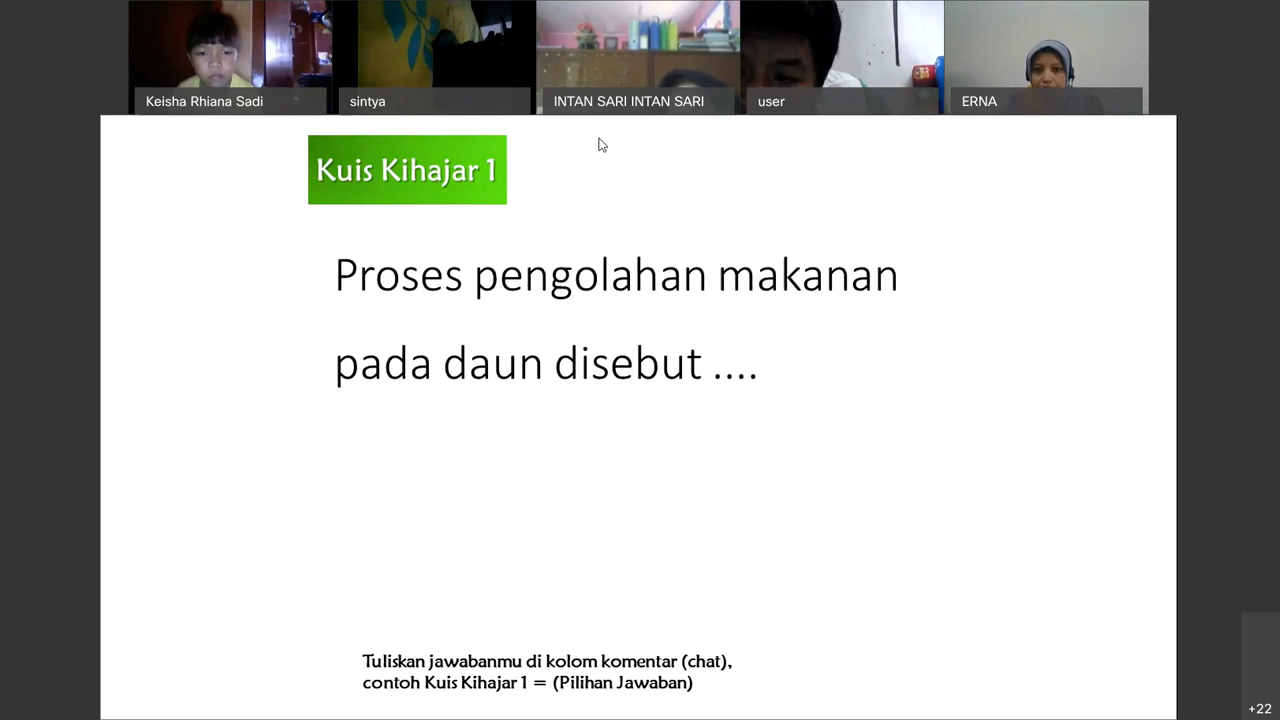 Keisha Rhiana Sadi
sintya
INTAN SARI INTAN SARI
user
ERNA
Kuis Kihajar 1
Proses pengolahan makanan
pada daun disebut ....
Tuliskan jawabanmu di kolom komentar (chat),
contoh Kuis Kihajar 1 = (Pilihan Jawaban)
+22